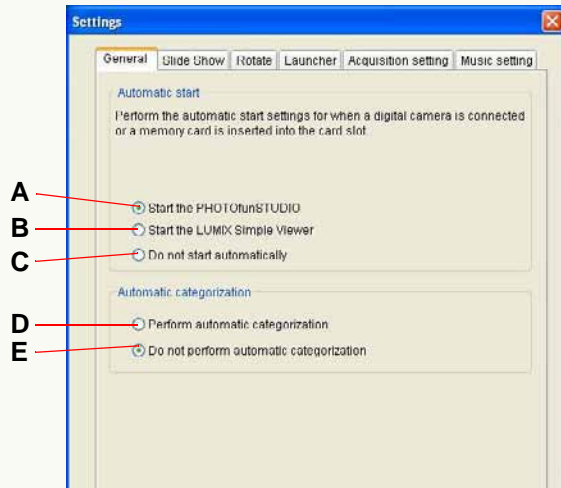 Settings
General Slide Show Rotate Launcher Acquisition setting Music setting
Automatic start
Perform the automatic start settings for when a digital camera is connected
or a memory card is inserted into the card slot.
A
Start the PHOTOfunSTUDIO
B
Start the LUMIX Simple Viewer
C
Do not start automatically
Automatic categorization
D
Perform automatic categorization
E
Do not perform automatic categorization